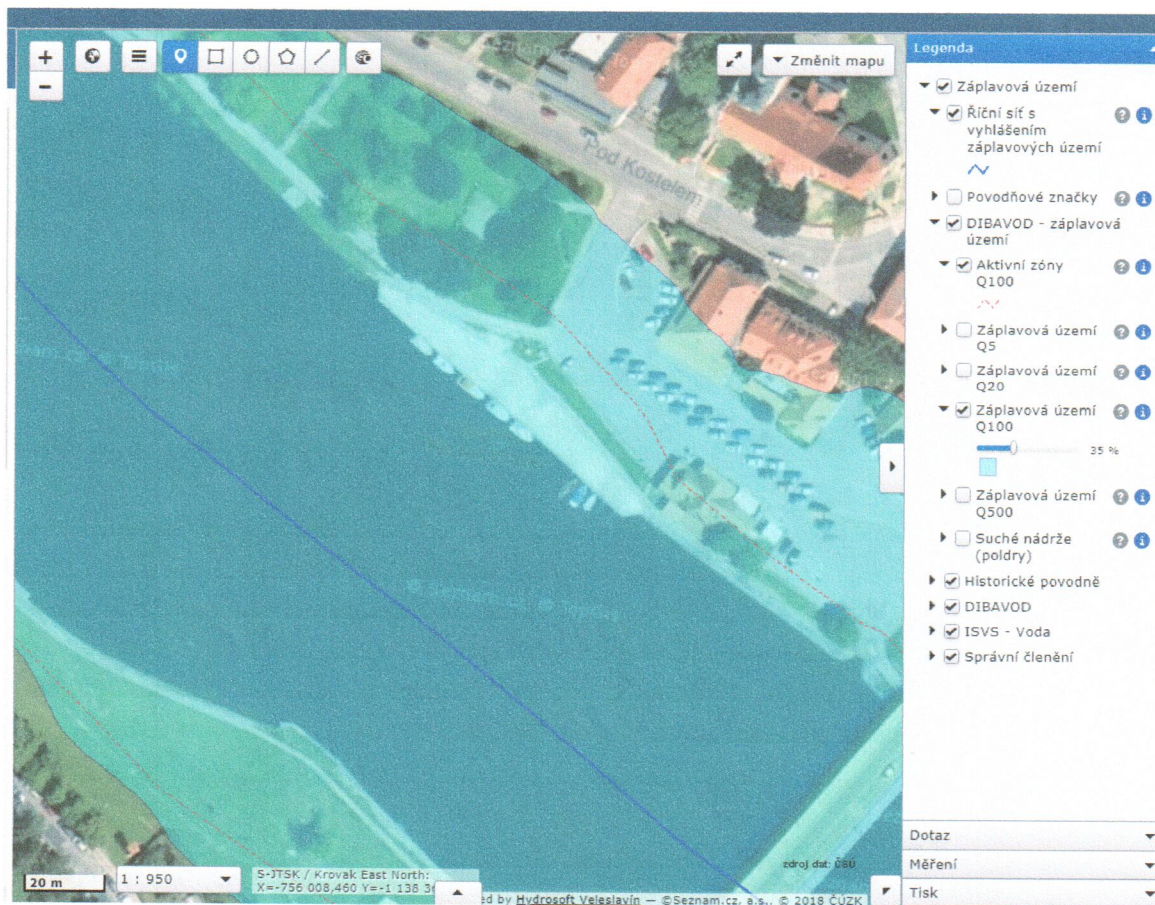 Změnit mapu
Pod Kostelem
20 m
1 : 950
S-JTSK / Krovak East North:
X=-756 008,460 Y=-1 138
zdroj dat: ČSÚ
ed by Hydrosoft Veleslavín — ©Seznam.cz, a.s., © 2018 ČÚZK
Legenda
Záplavová území
Říční síť s
vyhlášením
záplavových území
Povodňové značky
DIBAVOD - záplavová
území
Aktivní zóny
Q100
Záplavová území
Q5
Záplavová území
Q20
Záplavová území
Q100
35 %
Záplavová území
Q500
Suché nádrže
(poldry)
Historické povodně
DIBAVOD
ISVS - Voda
Správní členění
Dotaz
Měření
Tisk